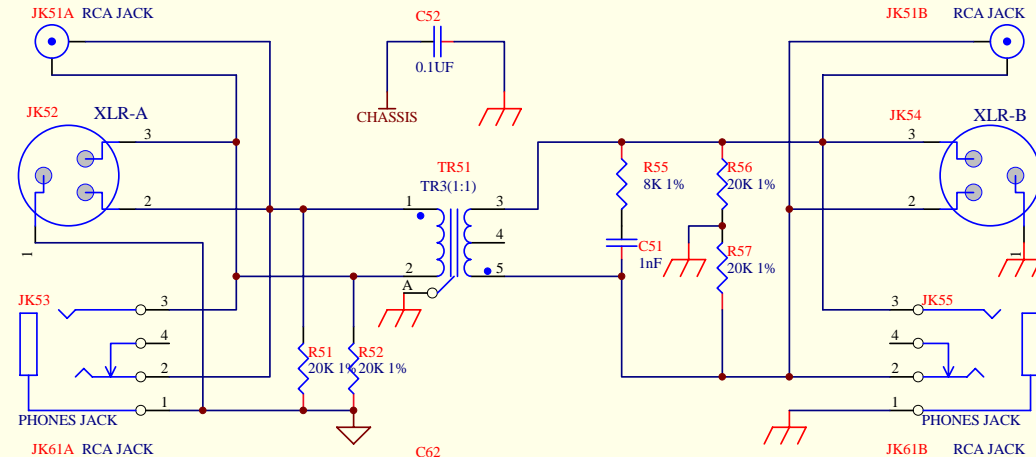 JK51A RCA JACK
C52
JK51B RCA JACK
0.1UF
JK52
XLR-A
CHASSIS
JK54
XLR-B
3
3
TR51
TR3(1:1)
R55
8K 1%
R56
20K 1%
2
1
3
2
4
C51
1nF
R57
20K 1%
1
2
5
1
A
JK53
3
3
JK55
4
4
R51
20K 1%
R52
20K 1%
2
2
1
1
PHONES JACK
PHONES JACK
JK61A RCA JACK
C62
JK61B RCA JACK